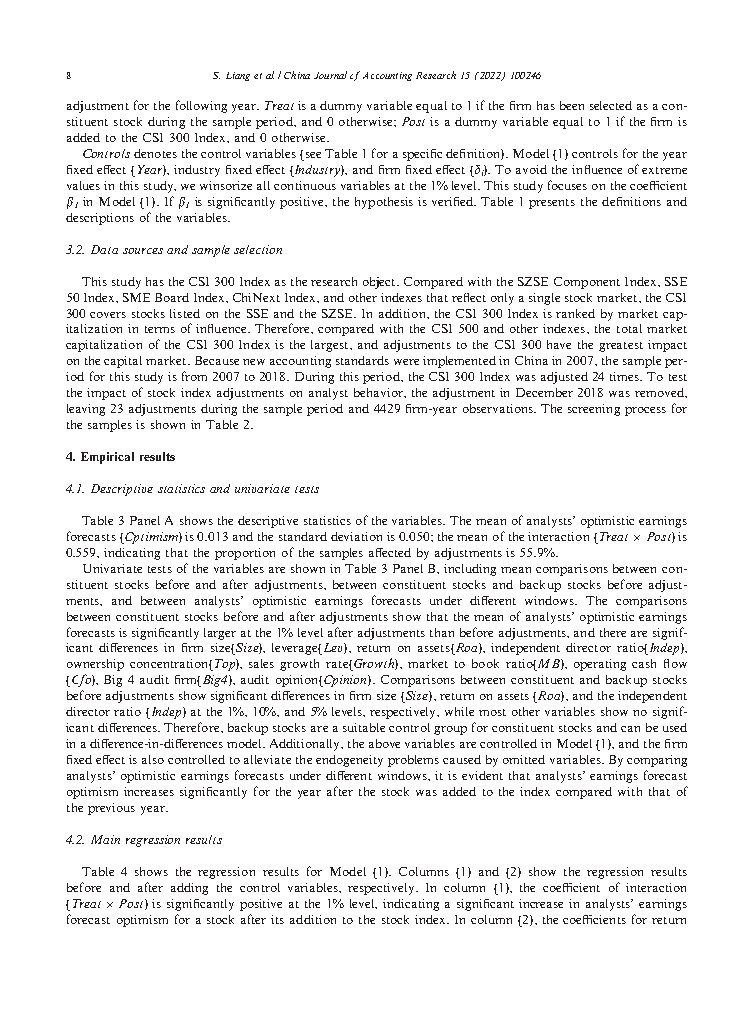 8
S. Liang et al. / China Journal of Accounting Research 15 (2022) 100246
adjustment for the following year. Treat is a dummy variable equal to 1 if the firm has been selected as a con-
stituent stock during the sample period, and 0 otherwise; Post is a dummy variable equal to 1 if the firm is
added to the CSI 300 Index, and 0 otherwise.
Controls denotes the control variables (see Table 1 for a specific definition). Model (1) controls for the year
fixed effect (Year), industry fixed effect (Industry), and firm fixed effect (δi). To avoid the influence of extreme
values in this study, we winsorize all continuous variables at the 1% level. This study focuses on the coefficient
β1 in Model (1). If β1 is significantly positive, the hypothesis is verified. Table 1 presents the definitions and
descriptions of the variables.
3.2. Data sources and sample selection
This study has the CSI 300 Index as the research object. Compared with the SZSE Component Index, SSE
50 Index, SME Board Index, ChiNext Index, and other indexes that reflect only a single stock market, the CSI
300 covers stocks listed on the SSE and the SZSE. In addition, the CSI 300 Index is ranked by market cap-
italization in terms of influence. Therefore, compared with the CSI 500 and other indexes, the total market
capitalization of the CSI 300 Index is the largest, and adjustments to the CSI 300 have the greatest impact
on the capital market. Because new accounting standards were implemented in China in 2007, the sample per-
iod for this study is from 2007 to 2018. During this period, the CSI 300 Index was adjusted 24 times. To test
the impact of stock index adjustments on analyst behavior, the adjustment in December 2018 was removed,
leaving 23 adjustments during the sample period and 4429 firm-year observations. The screening process for
the samples is shown in Table 2.
4. Empirical results
4.1. Descriptive statistics and univariate tests
Table 3 Panel A shows the descriptive statistics of the variables. The mean of analysts' optimistic earnings
forecasts (Optimism) is 0.013 and the standard deviation is 0.050; the mean of the interaction (Treat × Post) is
0.559, indicating that the proportion of the samples affected by adjustments is 55.9%.
Univariate tests of the variables are shown in Table 3 Panel B, including mean comparisons between con-
stituent stocks before and after adjustments, between constituent stocks and backup stocks before adjust-
ments, and between analysts' optimistic earnings forecasts under different windows. The comparisons
between constituent stocks before and after adjustments show that the mean of analysts' optimistic earnings
forecasts is significantly larger at the 1% level after adjustments than before adjustments, and there are signif-
icant differences in firm size(Size), leverage(Lev), return on assets(Roa), independent director ratio(Indep),
ownership concentration(Top), sales growth rate(Growth), market to book ratio(MB), operating cash flow
(Cfo), Big 4 audit firm(Big4), audit opinion(Opinion). Comparisons between constituent and backup stocks
before adjustments show significant differences in firm size (Size), return on assets (Roa), and the independent
director ratio (Indep) at the 1%, 10%, and 5% levels, respectively, while most other variables show no signif-
icant differences. Therefore, backup stocks are a suitable control group for constituent stocks and can be used
in a difference-in-differences model. Additionally, the above variables are controlled in Model (1), and the firm
fixed effect is also controlled to alleviate the endogeneity problems caused by omitted variables. By comparing
analysts' optimistic earnings forecasts under different windows, it is evident that analysts' earnings forecast
optimism increases significantly for the year after the stock was added to the index compared with that of
the previous year.
4.2. Main regression results
Table 4 shows the regression results for Model (1). Columns (1) and (2) show the regression results
before and after adding the control variables, respectively. In column (1), the coefficient of interaction
(Treat × Post) is significantly positive at the 1% level, indicating a significant increase in analysts' earnings
forecast optimism for a stock after its addition to the stock index. In column (2), the coefficients for return